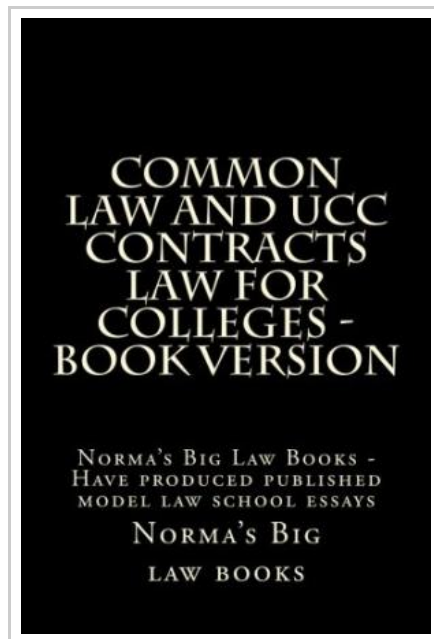 COMMON
LAW AND UCC
CONTRACTS
LAW FOR
COLLEGES -
BOOK VERSION
NORMA'S BIG LAW BOOKS -
HAVE PRODUCED PUBLISHED
MODEL LAW SCHOOL ESSAYS
NORMA'S BIG
LAW BOOKS